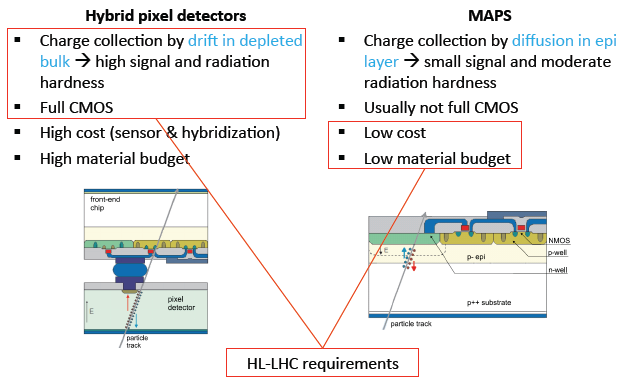 Hybrid pixel detectors
▪ Charge collection by drift in depleted
bulk → high signal and radiation
hardness
▪ Full CMOS
▪ High cost (sensor & hybridization)
▪ High material budget
MAPS
▪ Charge collection by diffusion in epi
layer → small signal and moderate
radiation hardness
▪ Usually not full CMOS
▪ Low cost
▪ Low material budget
front-end
chip
E
pixel
detector
particle
track
NMOS
p-well
n-well
E
p- epi
p++ substrate
particle track
HL-LHC requirements